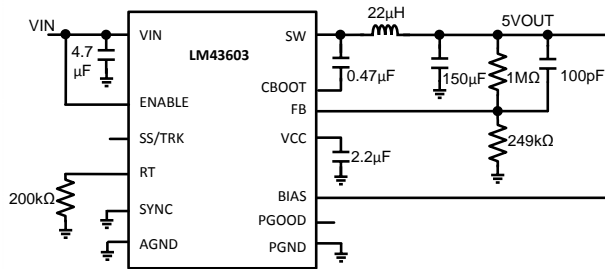 VIN
VIN
SW
22µH
5VOUT
4.7
µF
LM43603
0.47µF
150µF
1MΩ
100pF
CBOOT
ENABLE
FB
SS/TRK
VCC
249kΩ
2.2µF
RT
200kΩ
BIAS
SYNC
PGOOD
AGND
PGND